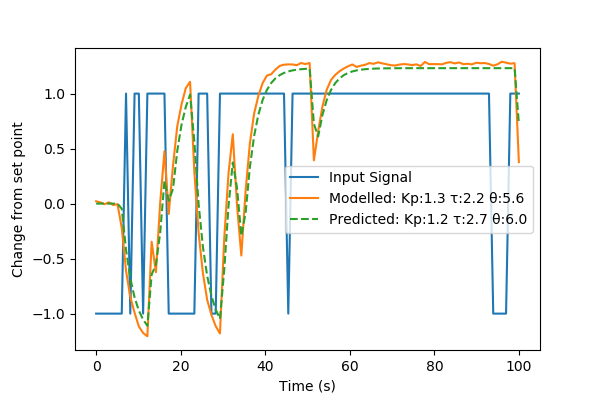 1.0
0.5
0.0
−0.5
−1.0
Change from set point
Input Signal
Modelled: Kp:1.3 τ:2.2 θ:5.6
Predicted: Kp:1.2 τ:2.7 θ:6.0
0 20 40 60 80 100
Time (s)